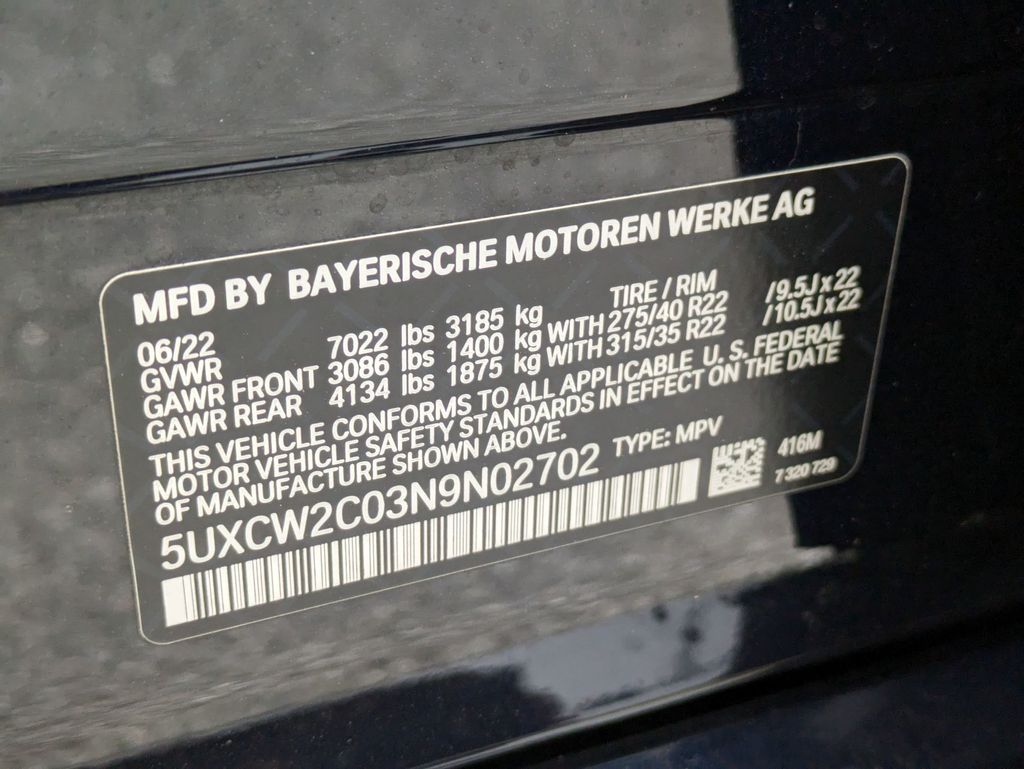 MFD BY BAYERISCHE MOTOREN WERKE AG
06/22 TIRE / RIM
GVWR 7022 lbs 3185 kg
GAWR FRONT 3086 lbs 1400 kg WITH 275/40 R22 /9.5J x 22
GAWR REAR 4134 lbs 1875 kg WITH 315/35 R22 /10.5J x 22
THIS VEHICLE CONFORMS TO ALL APPLICABLE U. S. FEDERAL
MOTOR VEHICLE SAFETY STANDARDS IN EFFECT ON THE DATE
OF MANUFACTURE SHOWN ABOVE.
5UXCW2C03N9N02702 TYPE: MPV
416M
7 320 729